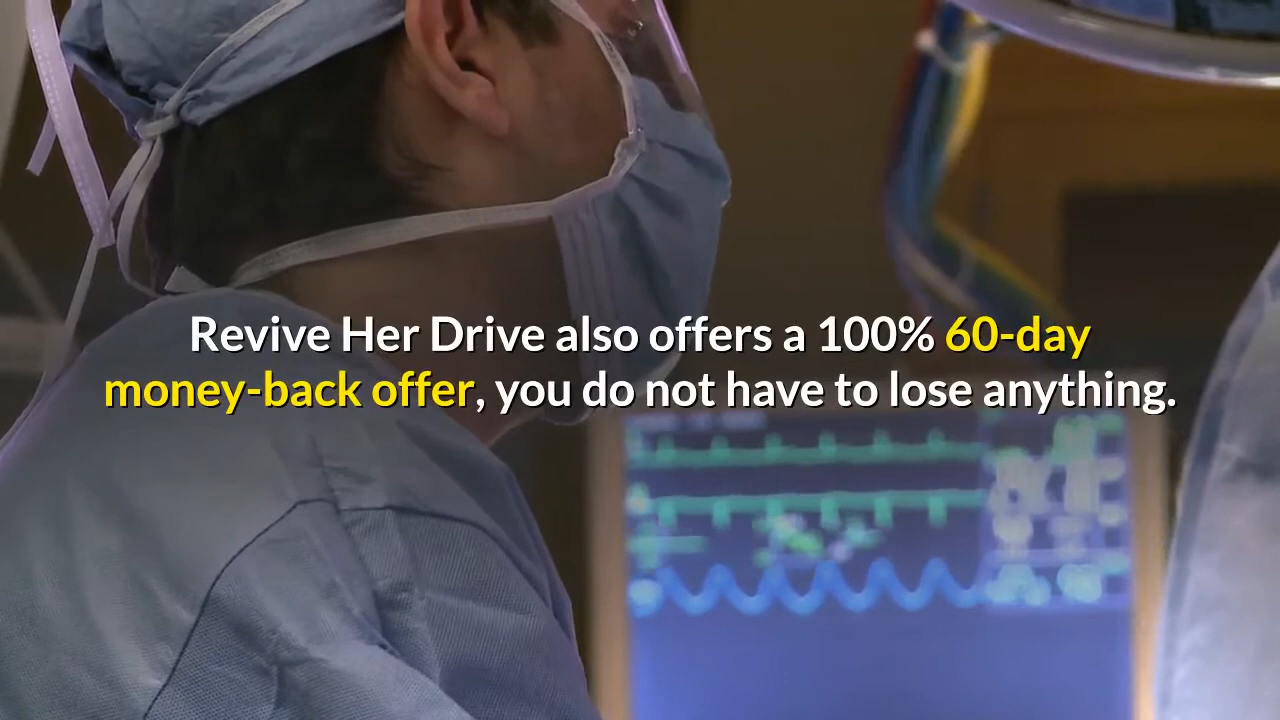 Revive Her Drive also offers a 100% 60-day
money-back offer, you do not have to lose anything.